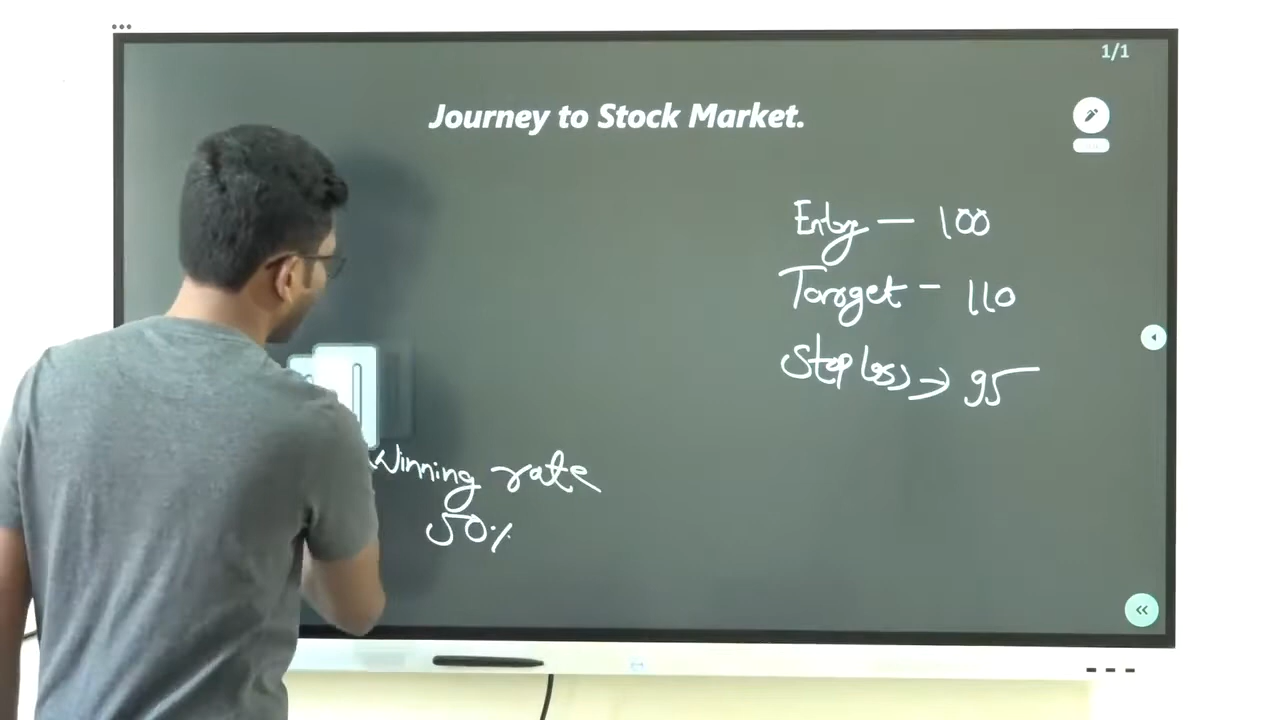 1/1
Journey to Stock Market.
Entry — 100
Target - 110
Stop loss → 95
Winning rate
50%